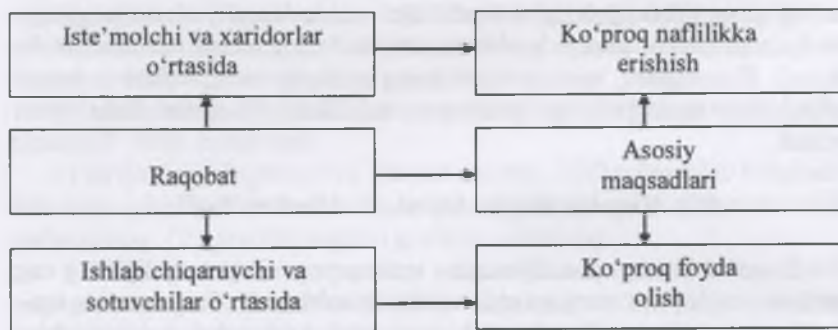 Iste’molchi va xaridorlar
o‘rtasida
Ko‘proq naflilikka
erishish
Raqobat
Asosiy
maqsadlari
Ishlab chiqaruvchi va
sotuvchilar o‘rtasida
Ko‘proq foyda
olish